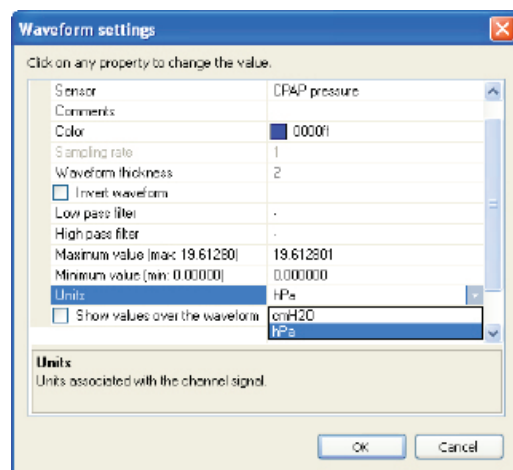 Waveform settings
Click on any property to change the value.
Sensor CPAP pressure
Comments
Color 0000ff
Sampling rate 1
Waveform thickness 2
Invert waveform
Low pass filter -
High pass filter -
Maximum value (max: 19.61280) 19.612801
Minimum value (min: 0.00000) 0.000000
Units hPa
Show values over the waveform cmH2O
hPa
Units
Units associated with the channel signal.
OK Cancel